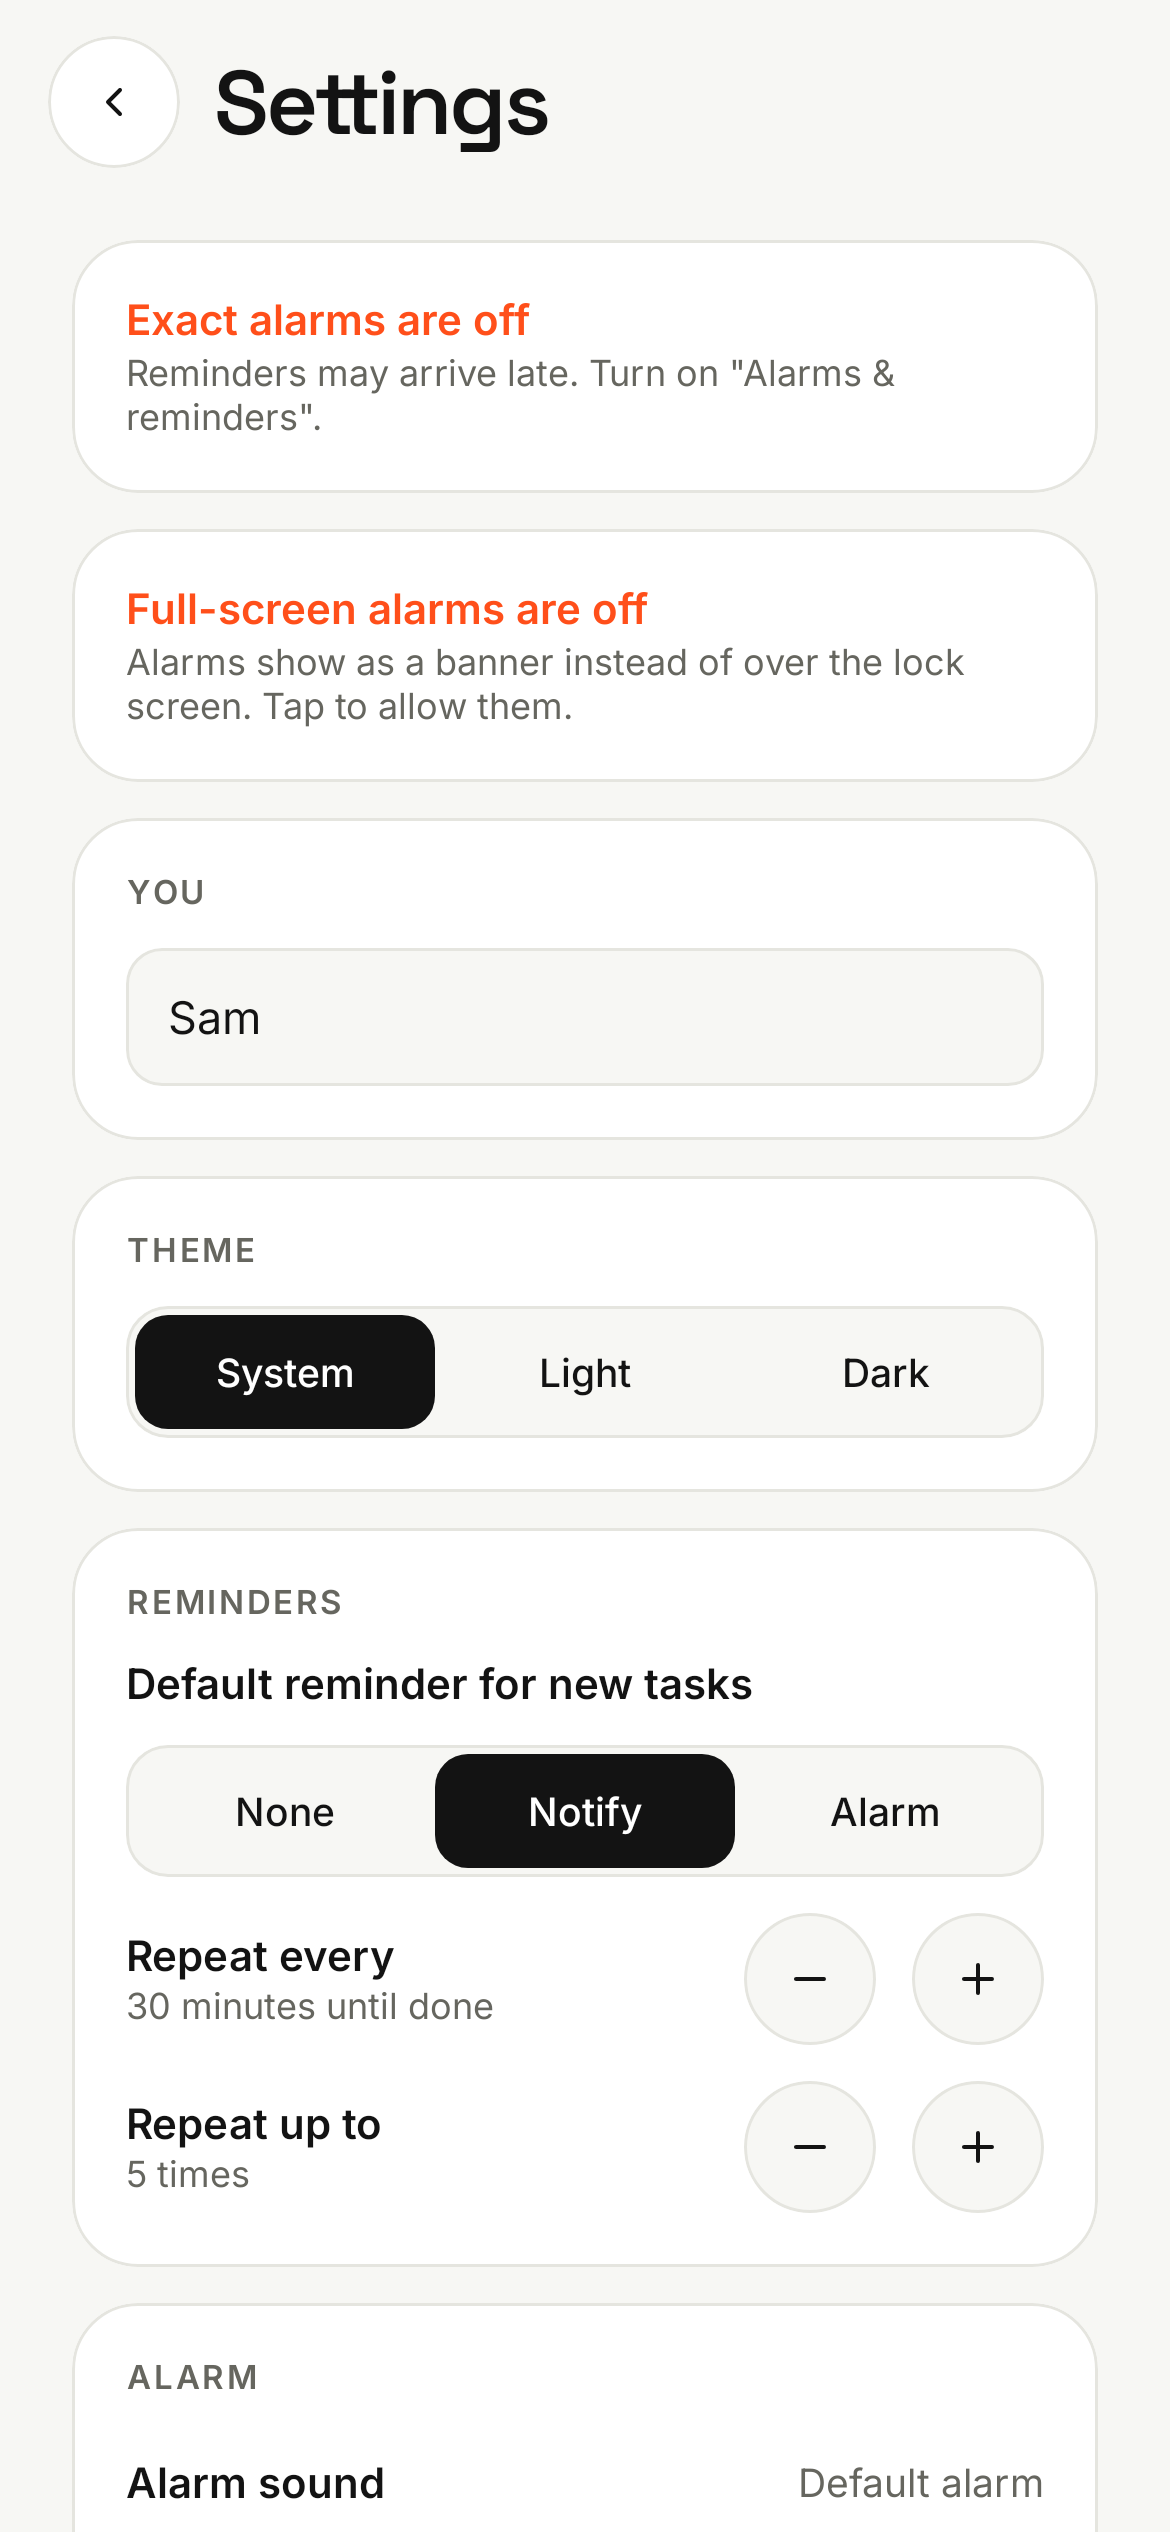 Settings
Exact alarms are off
Reminders may arrive late. Turn on "Alarms &
reminders".
Full-screen alarms are off
Alarms show as a banner instead of over the lock
screen. Tap to allow them.
YOU
Sam
THEME
System Light Dark
REMINDERS
Default reminder for new tasks
None Notify Alarm
Repeat every
30 minutes until done
Repeat up to
5 times
ALARM
Alarm sound Default alarm